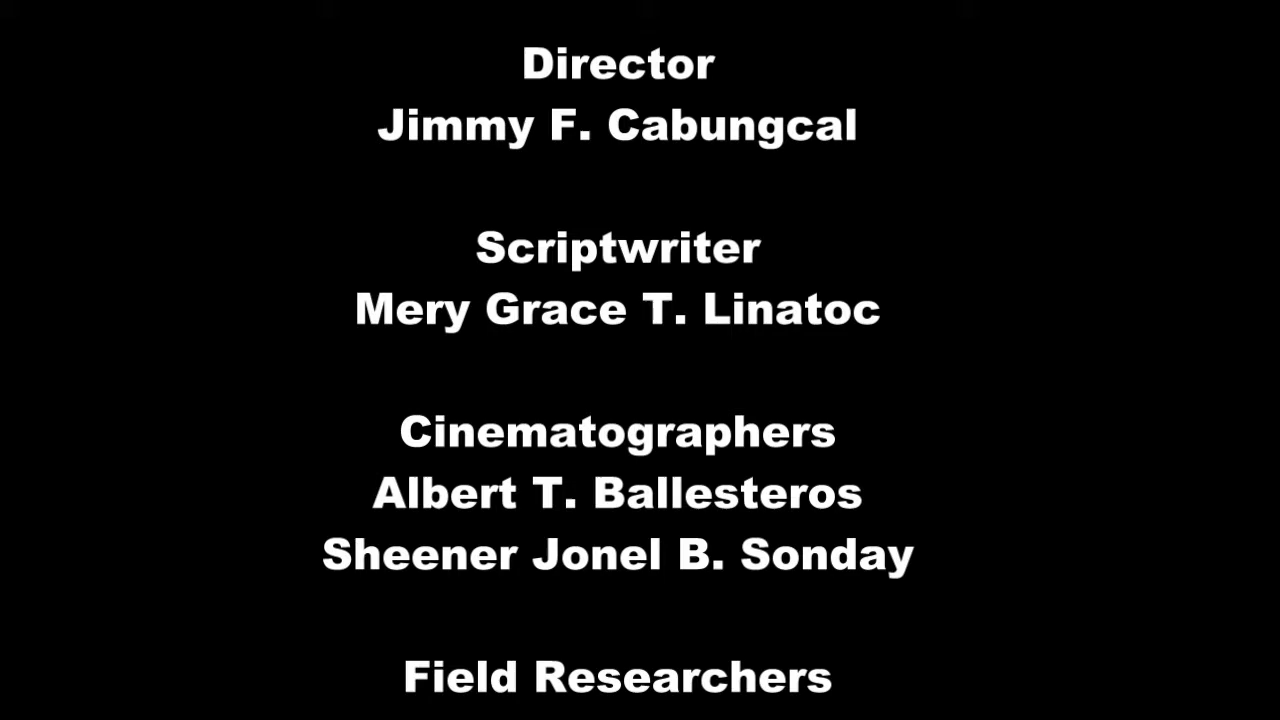 Director
Jimmy F. Cabungcal
Scriptwriter
Mery Grace T. Linatoc
Cinematographers
Albert T. Ballesteros
Sheener Jonel B. Sonday
Field Researchers